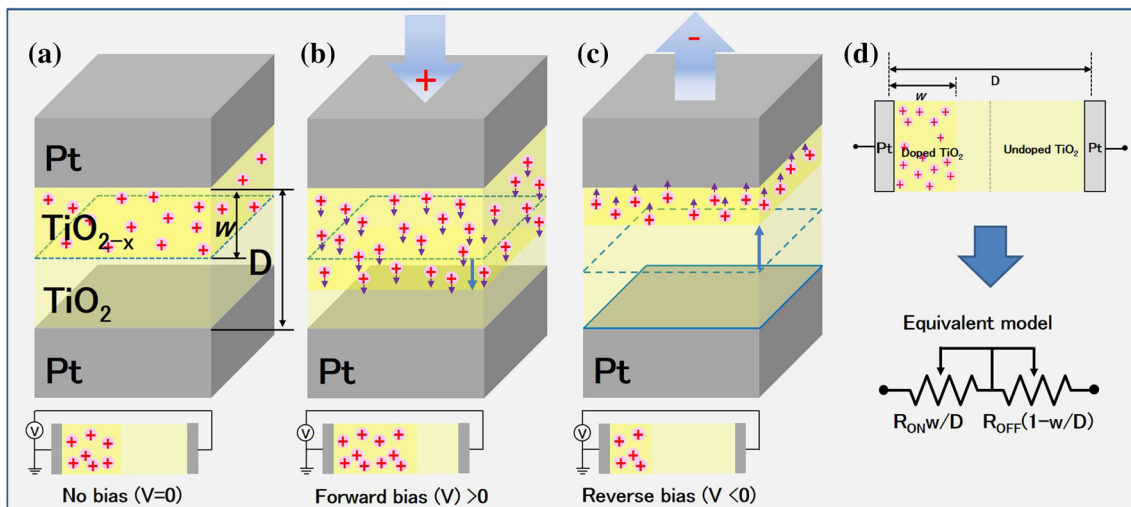 (a)
Pt
TiO2-x
w
D
TiO2
Pt
V
No bias (V=0)
(b)
+
Pt
V
Forward bias (V) >0
(c)
-
Pt
Pt
V
Reverse bias (V <0)
(d)
D
w
Pt
Doped TiO2
Undoped TiO2
Pt
Equivalent model
RONw/D
ROFF(1-w/D)